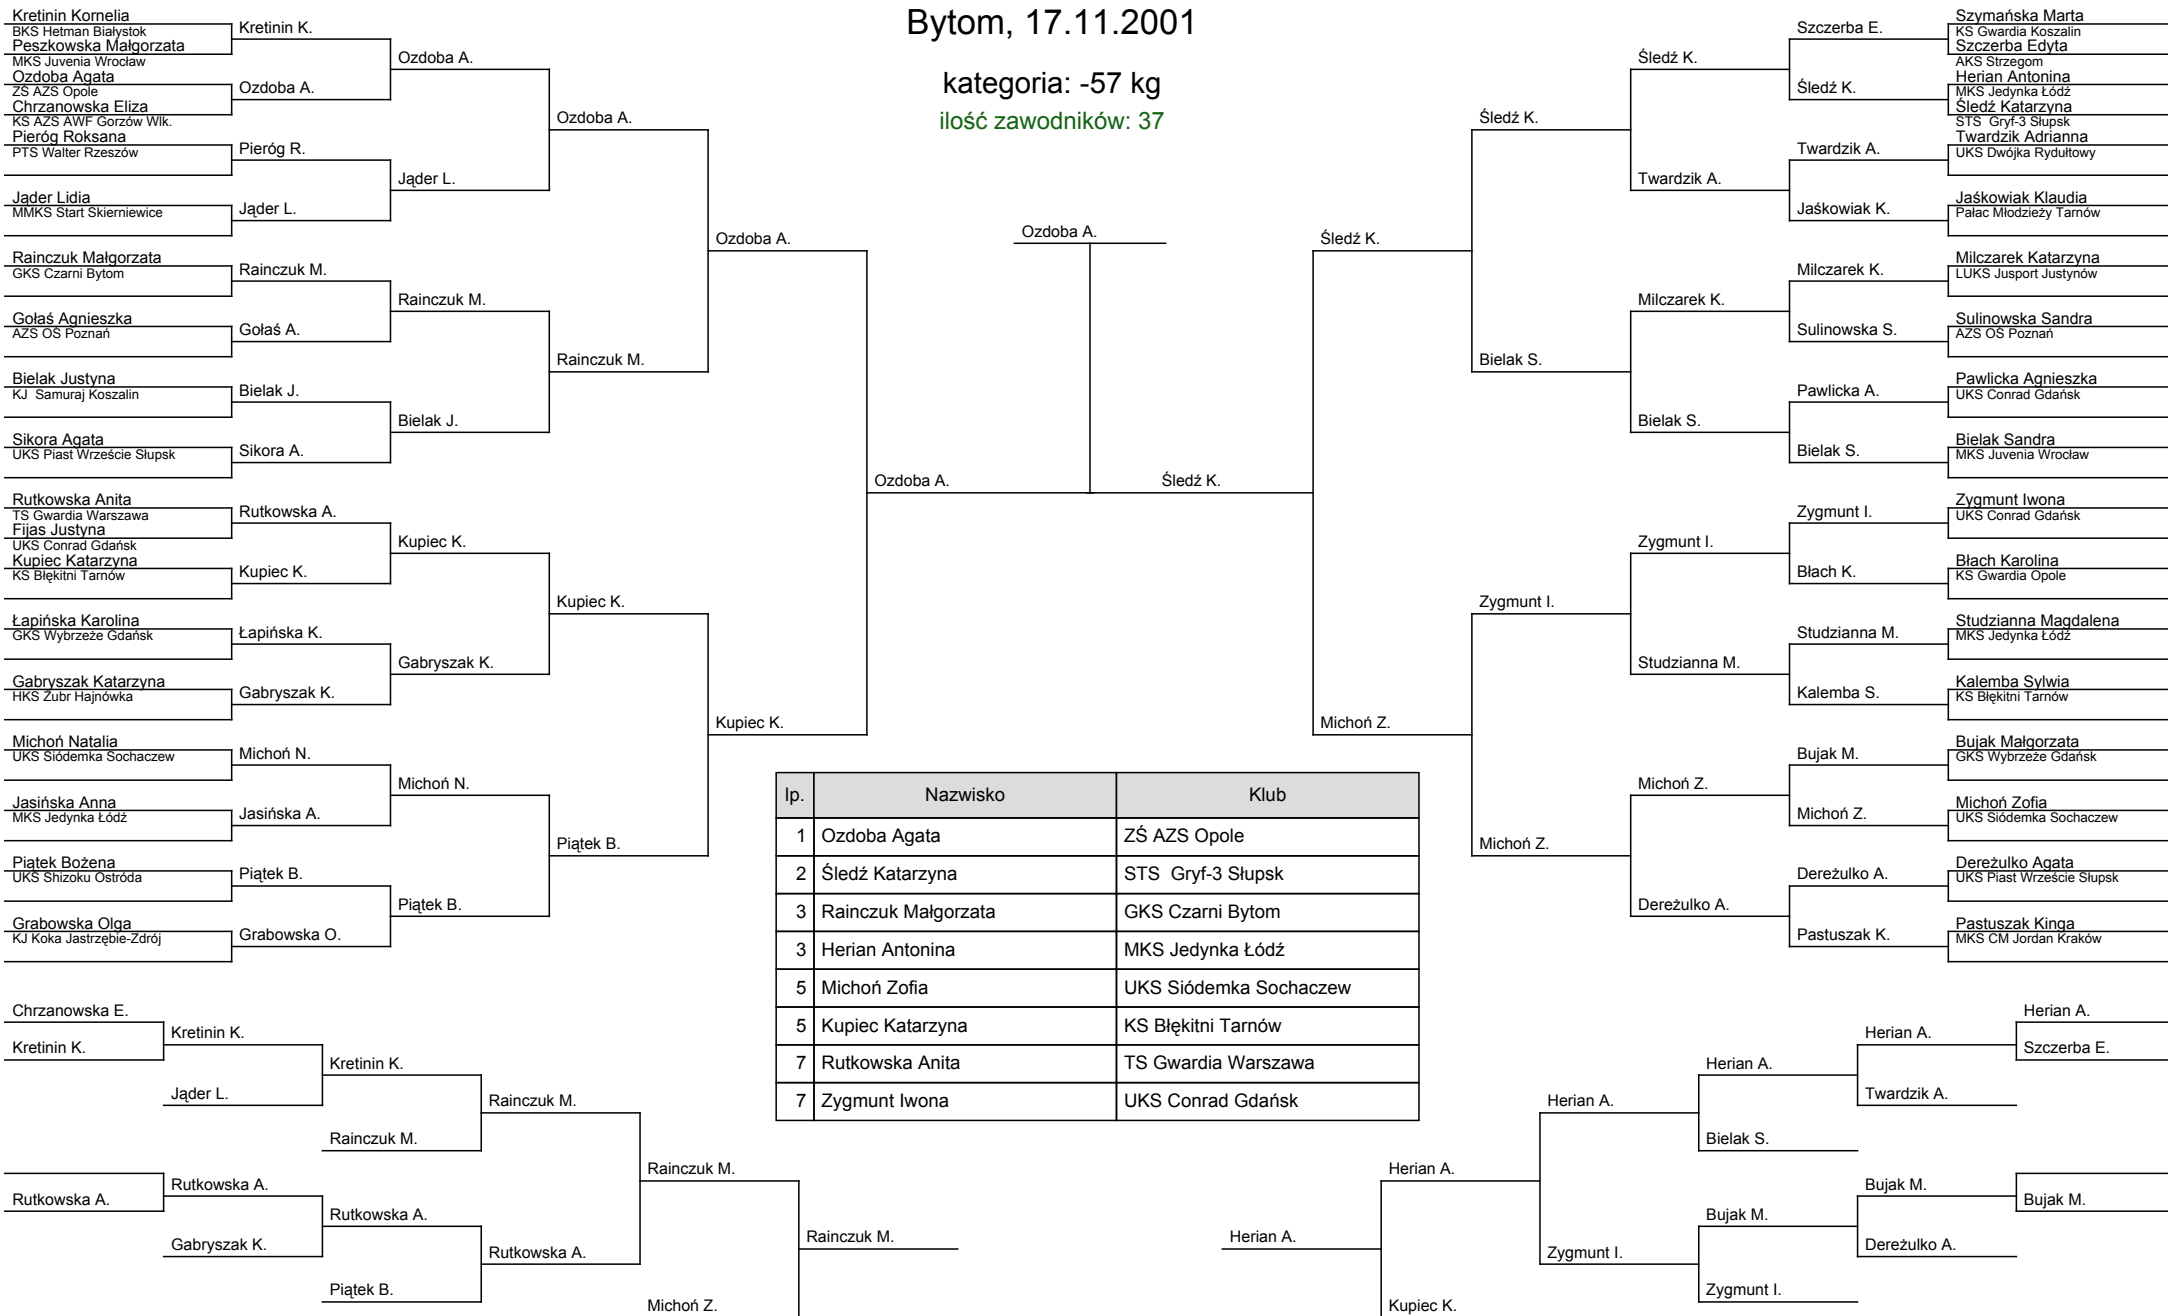 Bytom, 17.11.2001
kategoria: -57 kg
ilość zawodników: 37
Kretinin Kornelia
BKS Hetman Białystok
Peszkowska Małgorzata
MKS Juvenia Wrocław
Ozdoba Agata
ZŚ AZS Opole
Chrzanowska Eliza
KS AZS AWF Gorzów Wlk.
Pieróg Roksana
PTS Walter Rzeszów
Jąder Lidia
MMKS Start Skierniewice
Rainczuk Małgorzata
GKS Czarni Bytom
Gołaś Agnieszka
AZS OŚ Poznań
Bielak Justyna
KJ  Samuraj Koszalin
Sikora Agata
UKS Piast Wrzeście Słupsk
Rutkowska Anita
TS Gwardia Warszawa
Fijas Justyna
UKS Conrad Gdańsk
Kupiec Katarzyna
KS Błękitni Tarnów
Łapińska Karolina
GKS Wybrzeże Gdańsk
Gabryszak Katarzyna
HKS Żubr Hajnówka
Michoń Natalia
UKS Siódemka Sochaczew
Jasińska Anna
MKS Jedynka Łódź
Piątek Bożena
UKS Shizoku Ostróda
Grabowska Olga
KJ Koka Jastrzębie-Zdrój
Kretinin K.
Ozdoba A.
Pieróg R.
Jąder L.
Rainczuk M.
Gołaś A.
Bielak J.
Sikora A.
Rutkowska A.
Kupiec K.
Łapińska K.
Gabryszak K.
Michoń N.
Jasińska A.
Piątek B.
Grabowska O.
Ozdoba A.
Jąder L.
Rainczuk M.
Bielak J.
Kupiec K.
Gabryszak K.
Michoń N.
Piątek B.
Ozdoba A.
Rainczuk M.
Kupiec K.
Piątek B.
Ozdoba A.
Kupiec K.
Ozdoba A.
Ozdoba A.
Śledź K.
Śledź K.
Michoń Z.
Śledź K.
Bielak S.
Zygmunt I.
Michoń Z.
Śledź K.
Twardzik A.
Milczarek K.
Bielak S.
Zygmunt I.
Studzianna M.
Michoń Z.
Dereżulko A.
Szczerba E.
Śledź K.
Twardzik A.
Jaśkowiak K.
Milczarek K.
Sulinowska S.
Pawlicka A.
Bielak S.
Zygmunt I.
Błach K.
Studzianna M.
Kalemba S.
Bujak M.
Michoń Z.
Dereżulko A.
Pastuszak K.
Szymańska Marta
KS Gwardia Koszalin
Szczerba Edyta
AKS Strzegom
Herian Antonina
MKS Jedynka Łódź
Śledź Katarzyna
STS  Gryf-3 Słupsk
Twardzik Adrianna
UKS Dwójka Rydułtowy
Jaśkowiak Klaudia
Pałac Młodzieży Tarnów
Milczarek Katarzyna
LUKS Jusport Justynów
Sulinowska Sandra
AZS OŚ Poznań
Pawlicka Agnieszka
UKS Conrad Gdańsk
Bielak Sandra
MKS Juvenia Wrocław
Zygmunt Iwona
UKS Conrad Gdańsk
Błach Karolina
KS Gwardia Opole
Studzianna Magdalena
MKS Jedynka Łódź
Kalemba Sylwia
KS Błękitni Tarnów
Bujak Małgorzata
GKS Wybrzeże Gdańsk
Michoń Zofia
UKS Siódemka Sochaczew
Dereżulko Agata
UKS Piast Wrzeście Słupsk
Pastuszak Kinga
MKS CM Jordan Kraków
lp. Nazwisko Klub
1 Ozdoba Agata ZŚ AZS Opole
2 Śledź Katarzyna STS  Gryf-3 Słupsk
3 Rainczuk Małgorzata GKS Czarni Bytom
3 Herian Antonina MKS Jedynka Łódź
5 Michoń Zofia UKS Siódemka Sochaczew
5 Kupiec Katarzyna KS Błękitni Tarnów
7 Rutkowska Anita TS Gwardia Warszawa
7 Zygmunt Iwona UKS Conrad Gdańsk
Chrzanowska E.
Kretinin K.
Rutkowska A.
Kretinin K.
Jąder L.
Rutkowska A.
Gabryszak K.
Kretinin K.
Rainczuk M.
Rutkowska A.
Piątek B.
Rainczuk M.
Rutkowska A.
Rainczuk M.
Michoń Z.
Rainczuk M.
Herian A.
Herian A.
Kupiec K.
Herian A.
Zygmunt I.
Herian A.
Bielak S.
Bujak M.
Zygmunt I.
Herian A.
Twardzik A.
Bujak M.
Dereżulko A.
Herian A.
Szczerba E.
Bujak M.